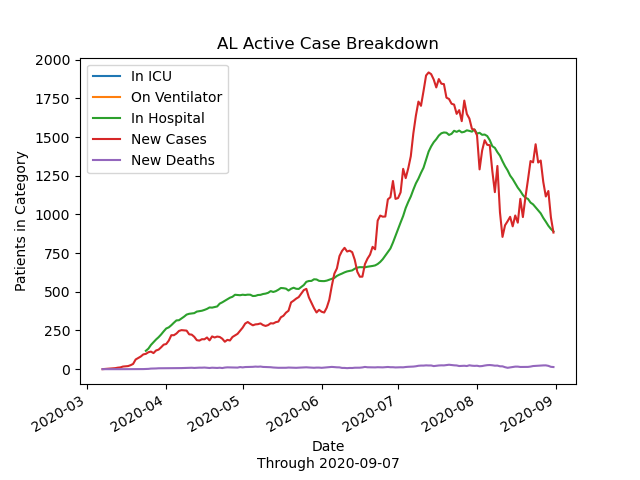 AL Active Case Breakdown
In ICU
On Ventilator
In Hospital
New Cases
New Deaths
Patients in Category
2000
1750
1500
1250
1000
750
500
250
0
2020-03
2020-04
2020-05
2020-06
2020-07
2020-08
2020-09
Date
Through 2020-09-07